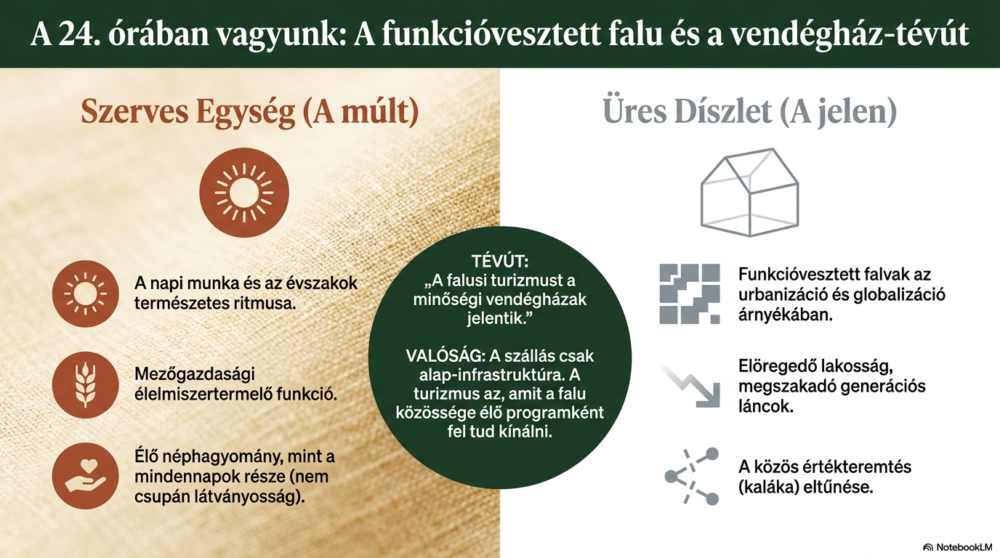 A 24. órában vagyunk: A funkcióvesztett falu és a vendégház-tévút
Szerves Egység (A múlt)
A napi munka és az évszakok
természetes ritmusa.
Mezőgazdasági
élelmiszertermelő funkció.
Élő néphagyomány, mint a
mindennapok része (nem
csupán látványosság).
TÉVÚT:
„A falusi turizmust a
minőségi vendégházak
jelentik.”
VALÓSÁG: A szállás csak
alap-infrastruktúra. A
turizmus az, amit a falu
közössége élő programként
fel tud kínálni.
Üres Díszlet (A jelen)
Funkcióvesztett falvak az
urbanizáció és globalizáció
árnyékában.
Elöregedő lakosság,
megszakadó generációs
láncok.
A közös értékteremtés
(kaláka) eltűnése.
NotebookLM